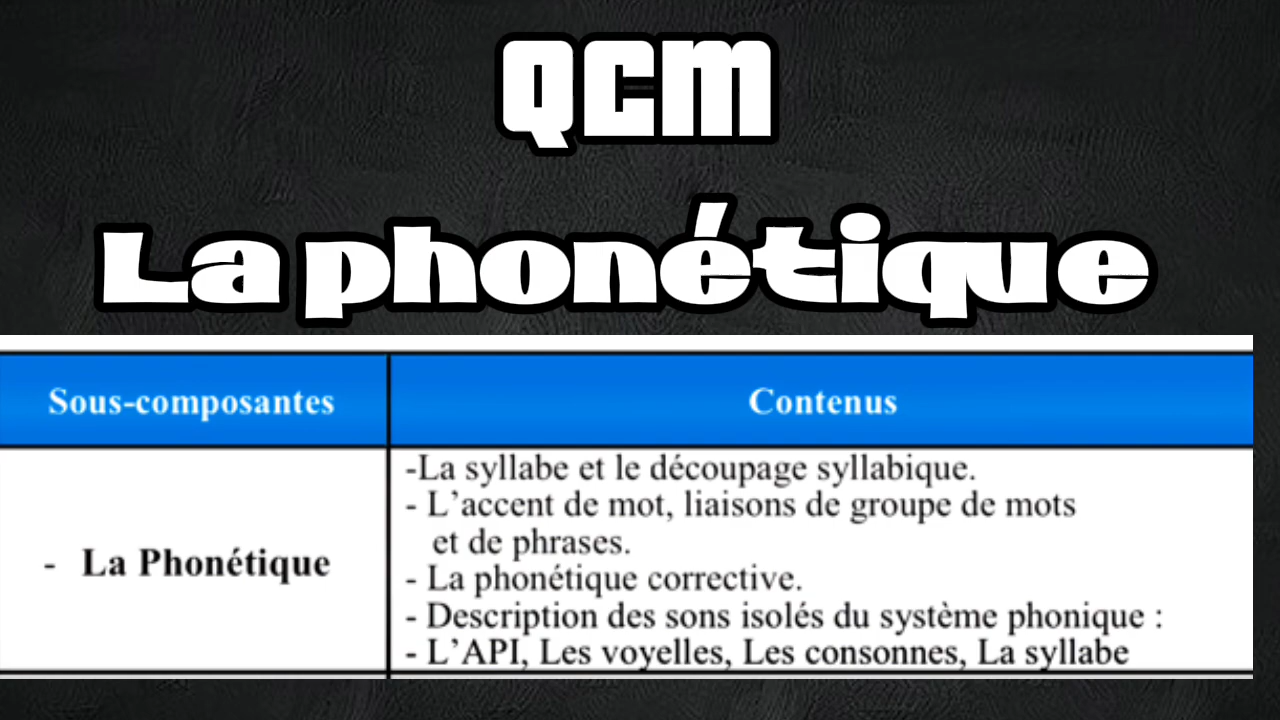 QCM
La phonétique
Sous-composantes
Contenus
- La Phonétique
-La syllabe et le découpage syllabique.
- L'accent de mot, liaisons de groupe de mots
et de phrases.
- La phonétique corrective.
- Description des sons isolés du système phonique :
- L'API, Les voyelles, Les consonnes, La syllabe